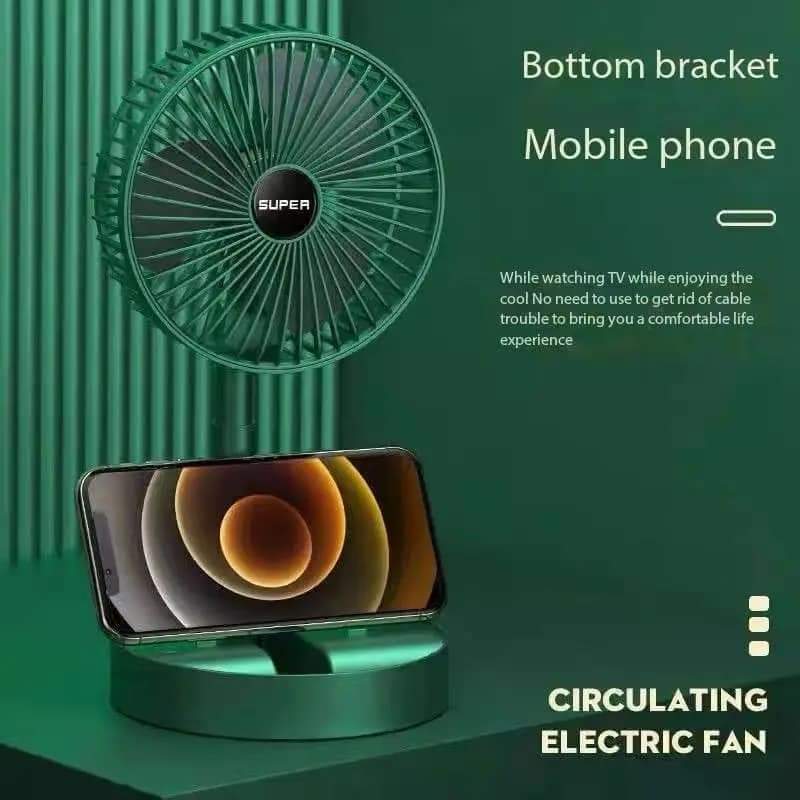 Bottom bracket
Mobile phone
SUPER
While watching TV while enjoying the
cool No need to use to get rid of cable
trouble to bring you a comfortable life
experience
CIRCULATING
ELECTRIC FAN